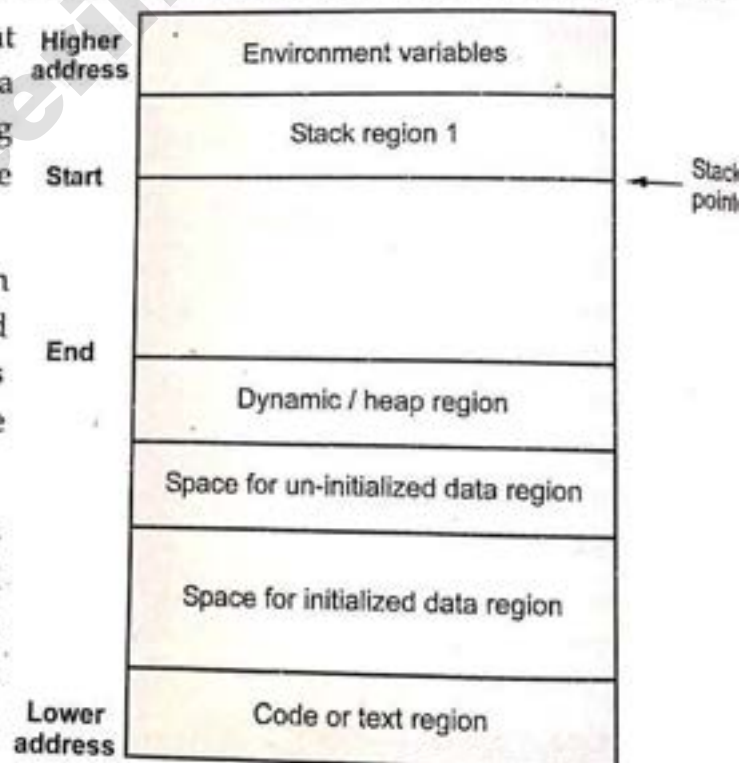 Higher
address
Environment variables
Stack region 1
Start
Stack
End
Dynamic / heap region
Space for un-initialized data region
Space for initialized data region
Lower
address
Code or text region